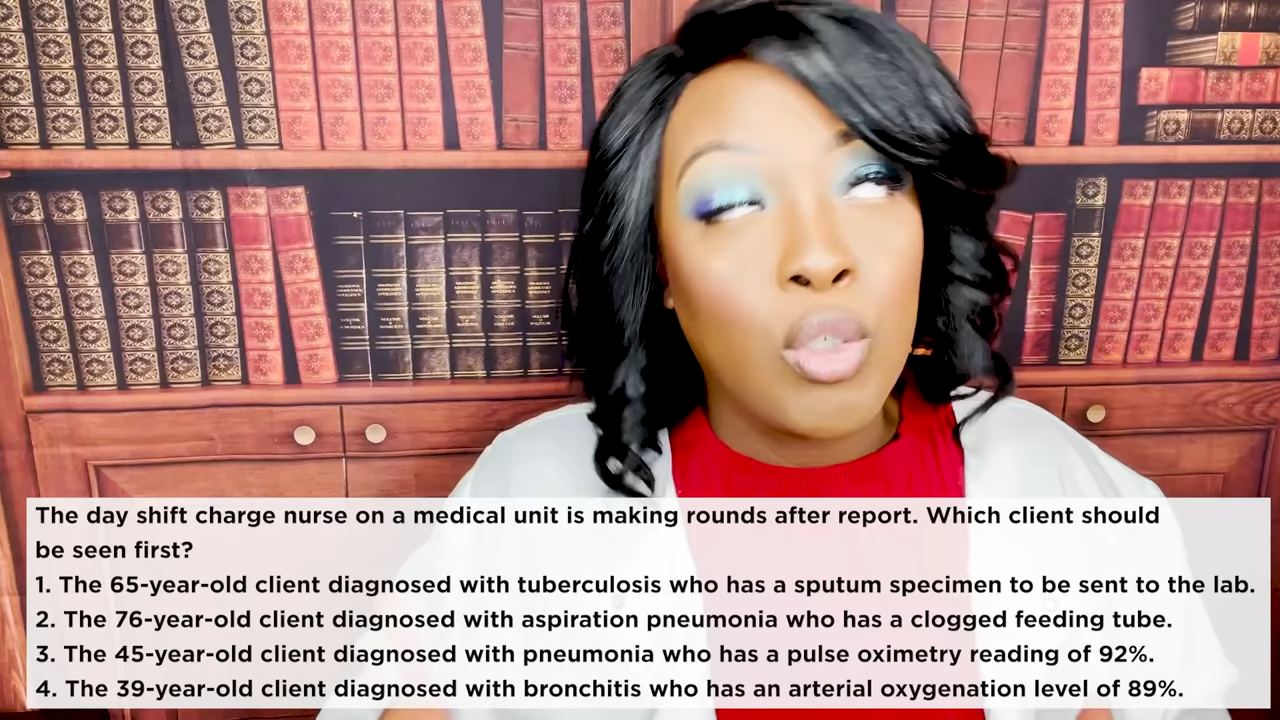 The day shift charge nurse on a medical unit is making rounds after report. Which client should
be seen first?
1. The 65-year-old client diagnosed with tuberculosis who has a sputum specimen to be sent to the lab.
2. The 76-year-old client diagnosed with aspiration pneumonia who has a clogged feeding tube.
3. The 45-year-old client diagnosed with pneumonia who has a pulse oximetry reading of 92%.
4. The 39-year-old client diagnosed with bronchitis who has an arterial oxygenation level of 89%.